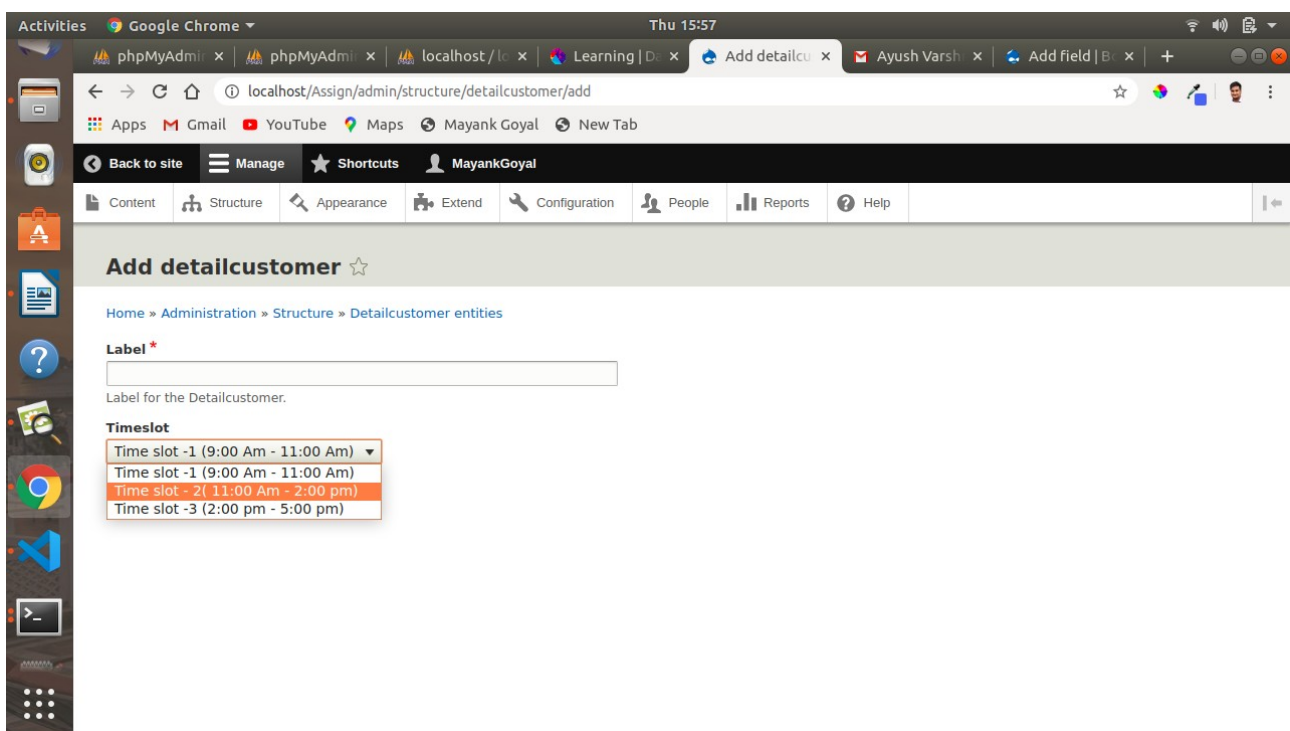 Activities Google Chrome ▾ Thu 15:57
phpMyAdmi phpMyAdmi localhost / lo Learning | Da Add detailcu Ayush Varsh Add field | Bo
localhost/Assign/admin/structure/detailcustomer/add
Apps Gmail YouTube Maps Mayank Goyal New Tab
Back to site Manage Shortcuts MayankGoyal
Content Structure Appearance Extend Configuration People Reports Help
Add detailcustomer
Home » Administration » Structure » Detailcustomer entities
Label *
Label for the Detailcustomer.
Timeslot
Time slot -1 (9:00 Am - 11:00 Am)
Time slot -1 (9:00 Am - 11:00 Am)
Time slot - 2( 11:00 Am - 2:00 pm)
Time slot -3 (2:00 pm - 5:00 pm)